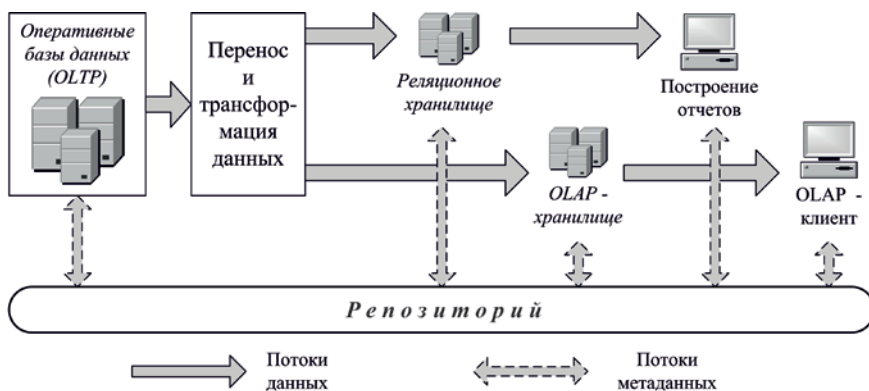 Оперативные
базы данных
(OLTP)
Перенос
и
трансфор-
мация
данных
Реляционное
хранилище
Построение
отчетов
OLAP -
хранилище
OLAP -
клиент
Репозиторий
Потоки
данных
Потоки
метаданных